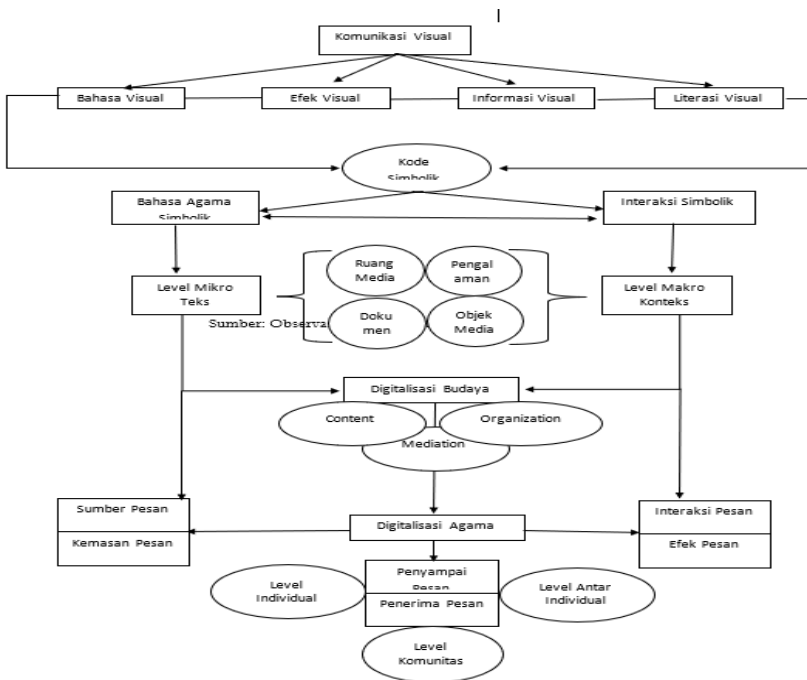 Komunikasi Visual
Bahasa Visual
Efek Visual
Informasi Visual
Literasi Visual
Kode
Simbolik
Bahasa Agama
Simbolik
Interaksi Simbolik
Ruang
Media
Pengal
aman
Level Mikro
Teks
Level Makro
Konteks
Doku
men
Objek
Media
Sumber: Observa
Digitalisasi Budaya
Content
Organization
Mediation
Sumber Pesan
Kemasan Pesan
Digitalisasi Agama
Interaksi Pesan
Efek Pesan
Penyampai
Pesan
Penerima Pesan
Level
Individual
Level Antar
Individual
Level
Komunitas